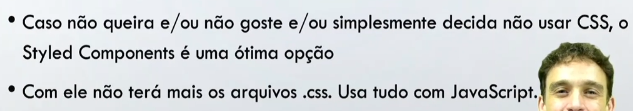 • Caso não queira e/ou não goste e/ou simplesmente decida não usar CSS, o
Styled Components é uma ótima opção
• Com ele não terá mais os arquivos .css. Usa tudo com JavaScript.